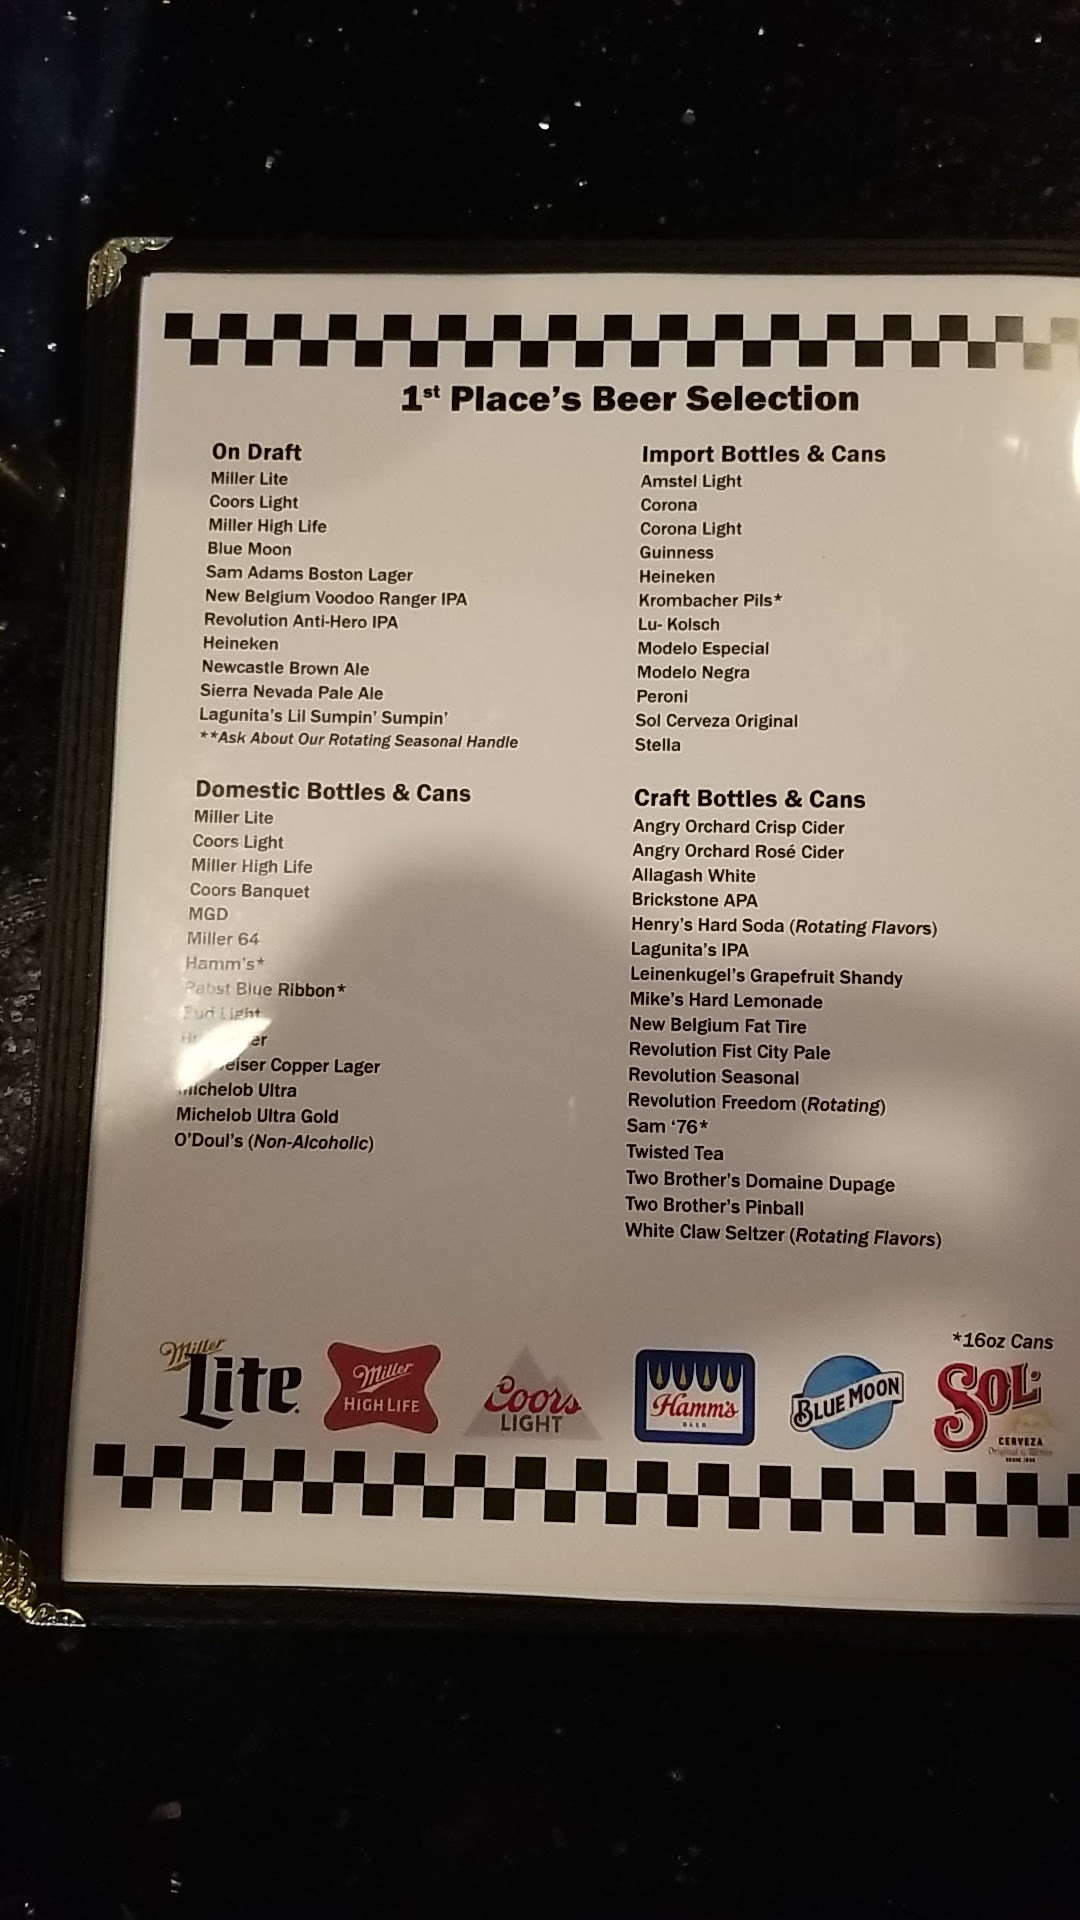 1st Place's Beer Selection
On Draft
Miller Lite
Coors Light
Miller High Life
Blue Moon
Sam Adams Boston Lager
New Belgium Voodoo Ranger IPA
Revolution Anti-Hero IPA
Heineken
Newcastle Brown Ale
Sierra Nevada Pale Ale
Lagunita's Lil Sumpin' Sumpin'
**Ask About Our Rotating Seasonal Handle
Domestic Bottles & Cans
Miller Lite
Coors Light
Miller High Life
Coors Banquet
MGD
Miller 64
Hamm's*
Pabst Blue Ribbon*
Bud Light
Copper Lager
Michelob Ultra
Michelob Ultra Gold
O'Doul's (Non-Alcoholic)
Import Bottles & Cans
Amstel Light
Corona
Corona Light
Guinness
Heineken
Krombacher Pils*
Lu- Kolsch
Modelo Especial
Modelo Negra
Peroni
Sol Cerveza Original
Stella
Craft Bottles & Cans
Angry Orchard Crisp Cider
Angry Orchard Rosé Cider
Allagash White
Brickstone APA
Henry's Hard Soda (Rotating Flavors)
Lagunita's IPA
Leinenkugel's Grapefruit Shandy
Mike's Hard Lemonade
New Belgium Fat Tire
Revolution Fist City Pale
Revolution Seasonal
Revolution Freedom (Rotating)
Sam '76*
Twisted Tea
Two Brother's Domaine Dupage
Two Brother's Pinball
White Claw Seltzer (Rotating Flavors)
*16oz Cans
Miller
Lite
Miller
HIGH LIFE
Coors
LIGHT
Hamm's
BEER
BLUE MOON
SOL
CERVEZA